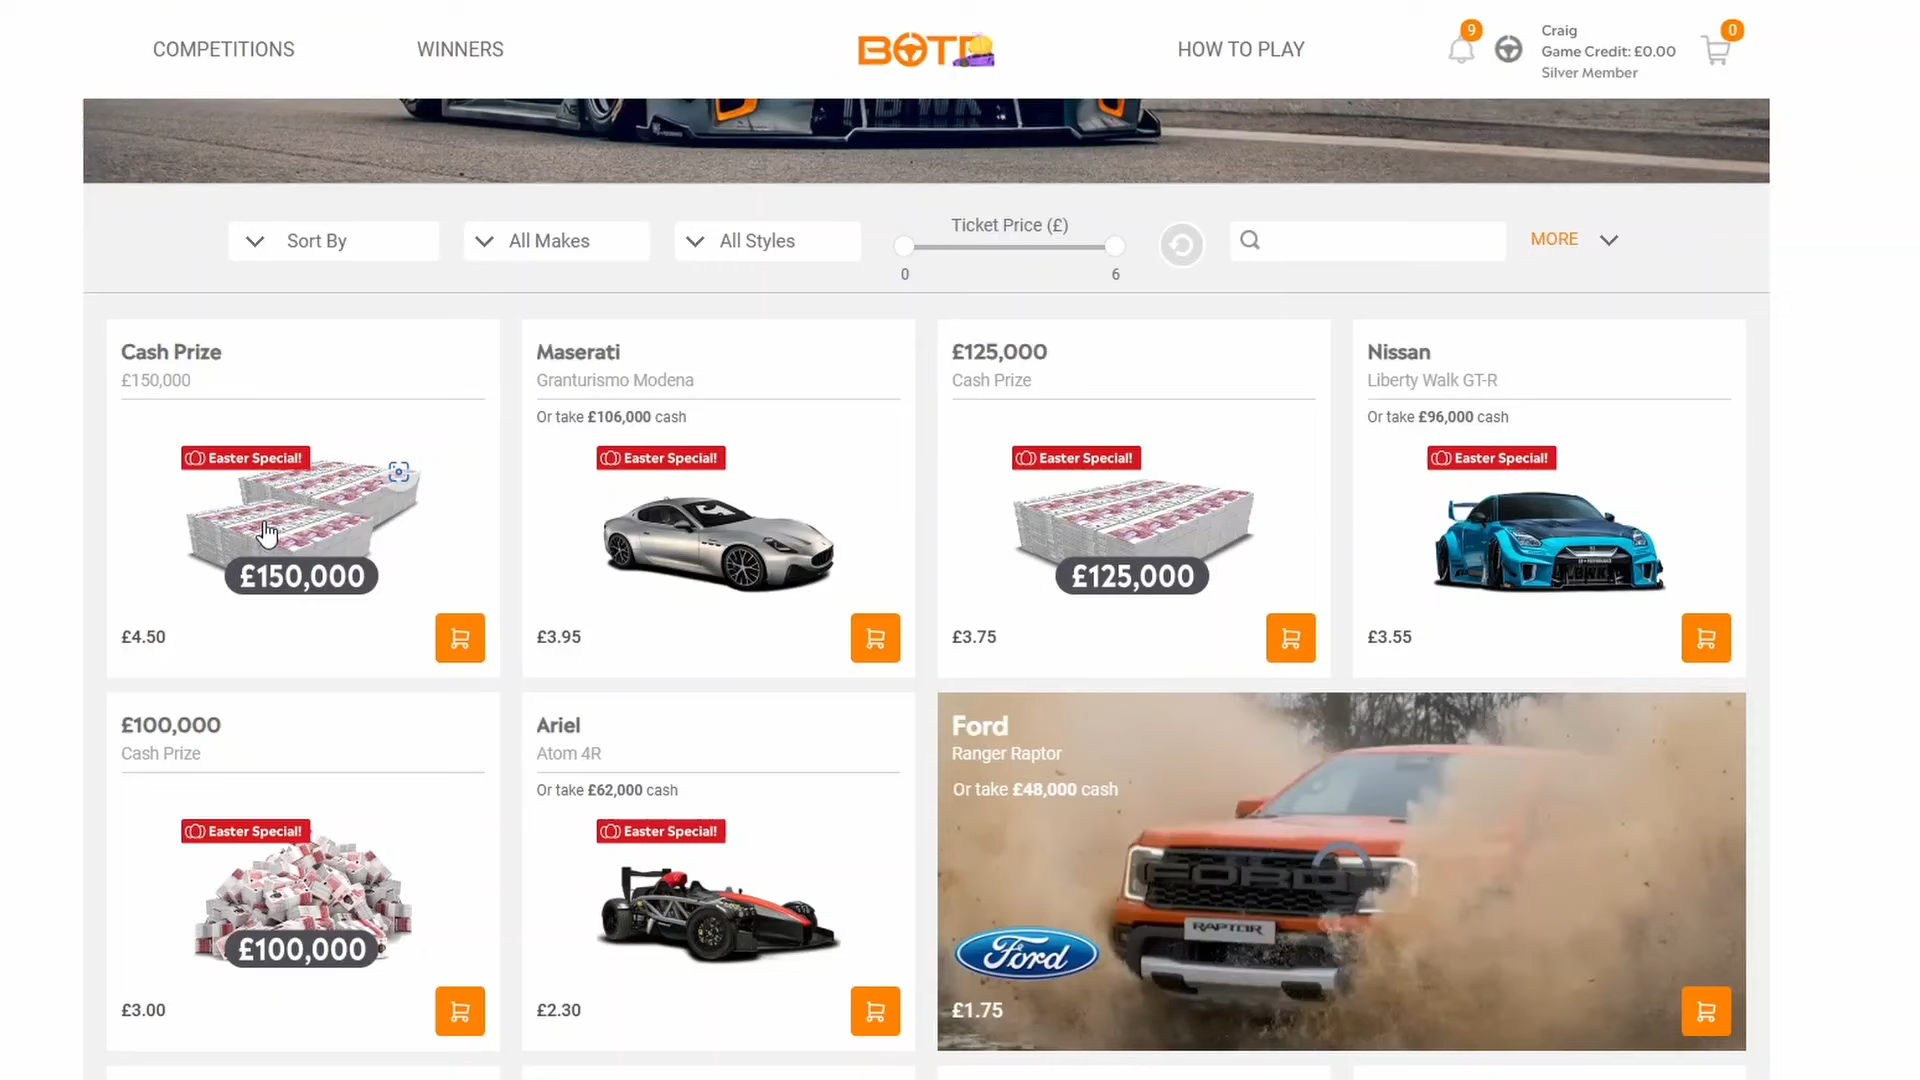 COMPETITIONS
WINNERS
BOTB
HOW TO PLAY
9
Craig
Game Credit: £0.00
Silver Member
0
Sort By
All Makes
All Styles
Ticket Price (£)
0
6
MORE
Cash Prize
£150,000
Easter Special!
£150,000
£4.50
Maserati
Granturismo Modena
Or take £106,000 cash
Easter Special!
£3.95
£125,000
Cash Prize
Easter Special!
£125,000
£3.75
Nissan
Liberty Walk GT-R
Or take £96,000 cash
Easter Special!
£3.55
£100,000
Cash Prize
Easter Special!
£100,000
£3.00
Ariel
Atom 4R
Or take £62,000 cash
Easter Special!
£2.30
Ford
Ranger Raptor
Or take £48,000 cash
FORD
RAPTOR
Ford
£1.75